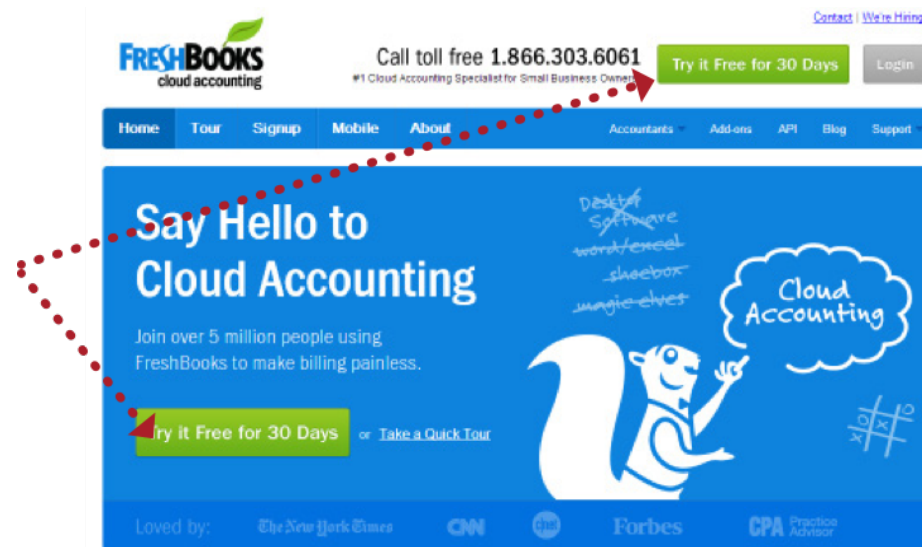 Contact | We're Hiring
FRESHBOOKS
cloud accounting
Call toll free 1.866.303.6061
#1 Cloud Accounting Specialist for Small Business Owners
Try it Free for 30 Days
Login
Home Tour Signup Mobile About Accountants Add-ons API Blog Support
Say Hello to
Cloud Accounting
Join over 5 million people using
FreshBooks to make billing painless.
Try it Free for 30 Days or Take a Quick Tour
Desktop
Software
word/excel
shoebox
magic elves
Cloud
Accounting
Loved by: The New York Times CNN cnet Forbes CPA Practice
Advisor